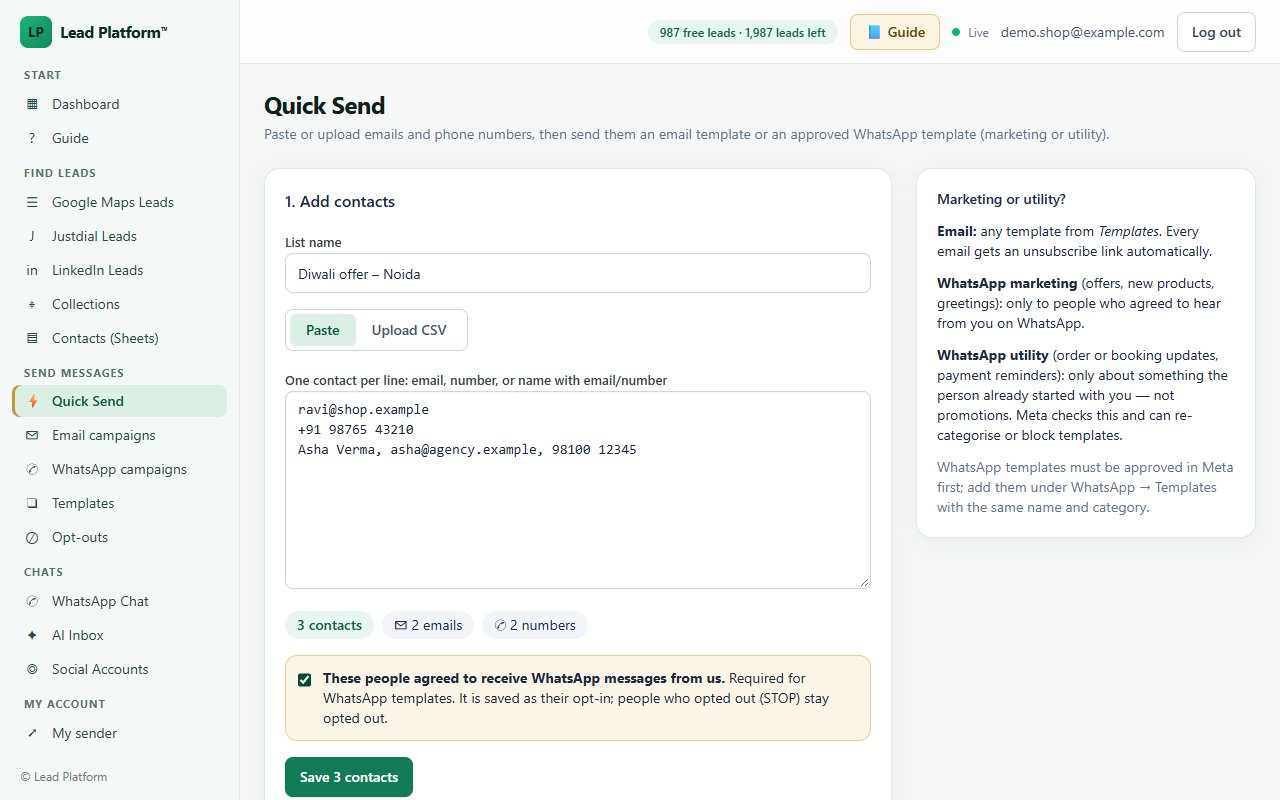 LP Lead Platform™
START
Dashboard
? Guide
FIND LEADS
Google Maps Leads
J Justdial Leads
in LinkedIn Leads
Collections
Contacts (Sheets)
SEND MESSAGES
Quick Send
Email campaigns
WhatsApp campaigns
Templates
Opt-outs
CHATS
WhatsApp Chat
AI Inbox
Social Accounts
MY ACCOUNT
My sender
© Lead Platform
987 free leads · 1,987 leads left
Guide
Live
demo.shop@example.com
Log out
Quick Send
Paste or upload emails and phone numbers, then send them an email template or an approved WhatsApp template (marketing or utility).
1. Add contacts
List name
Diwali offer – Noida
Paste Upload CSV
One contact per line: email, number, or name with email/number
ravi@shop.example
+91 98765 43210
Asha Verma, asha@agency.example, 98100 12345
3 contacts 2 emails 2 numbers
These people agreed to receive WhatsApp messages from us. Required for
WhatsApp templates. It is saved as their opt-in; people who opted out (STOP) stay
opted out.
Save 3 contacts
Marketing or utility?
Email: any template from Templates. Every
email gets an unsubscribe link automatically.
WhatsApp marketing (offers, new products,
greetings): only to people who agreed to hear
from you on WhatsApp.
WhatsApp utility (order or booking updates,
payment reminders): only about something the
person already started with you — not
promotions. Meta checks this and can re-
categorise or block templates.
WhatsApp templates must be approved in Meta
first; add them under WhatsApp → Templates
with the same name and category.